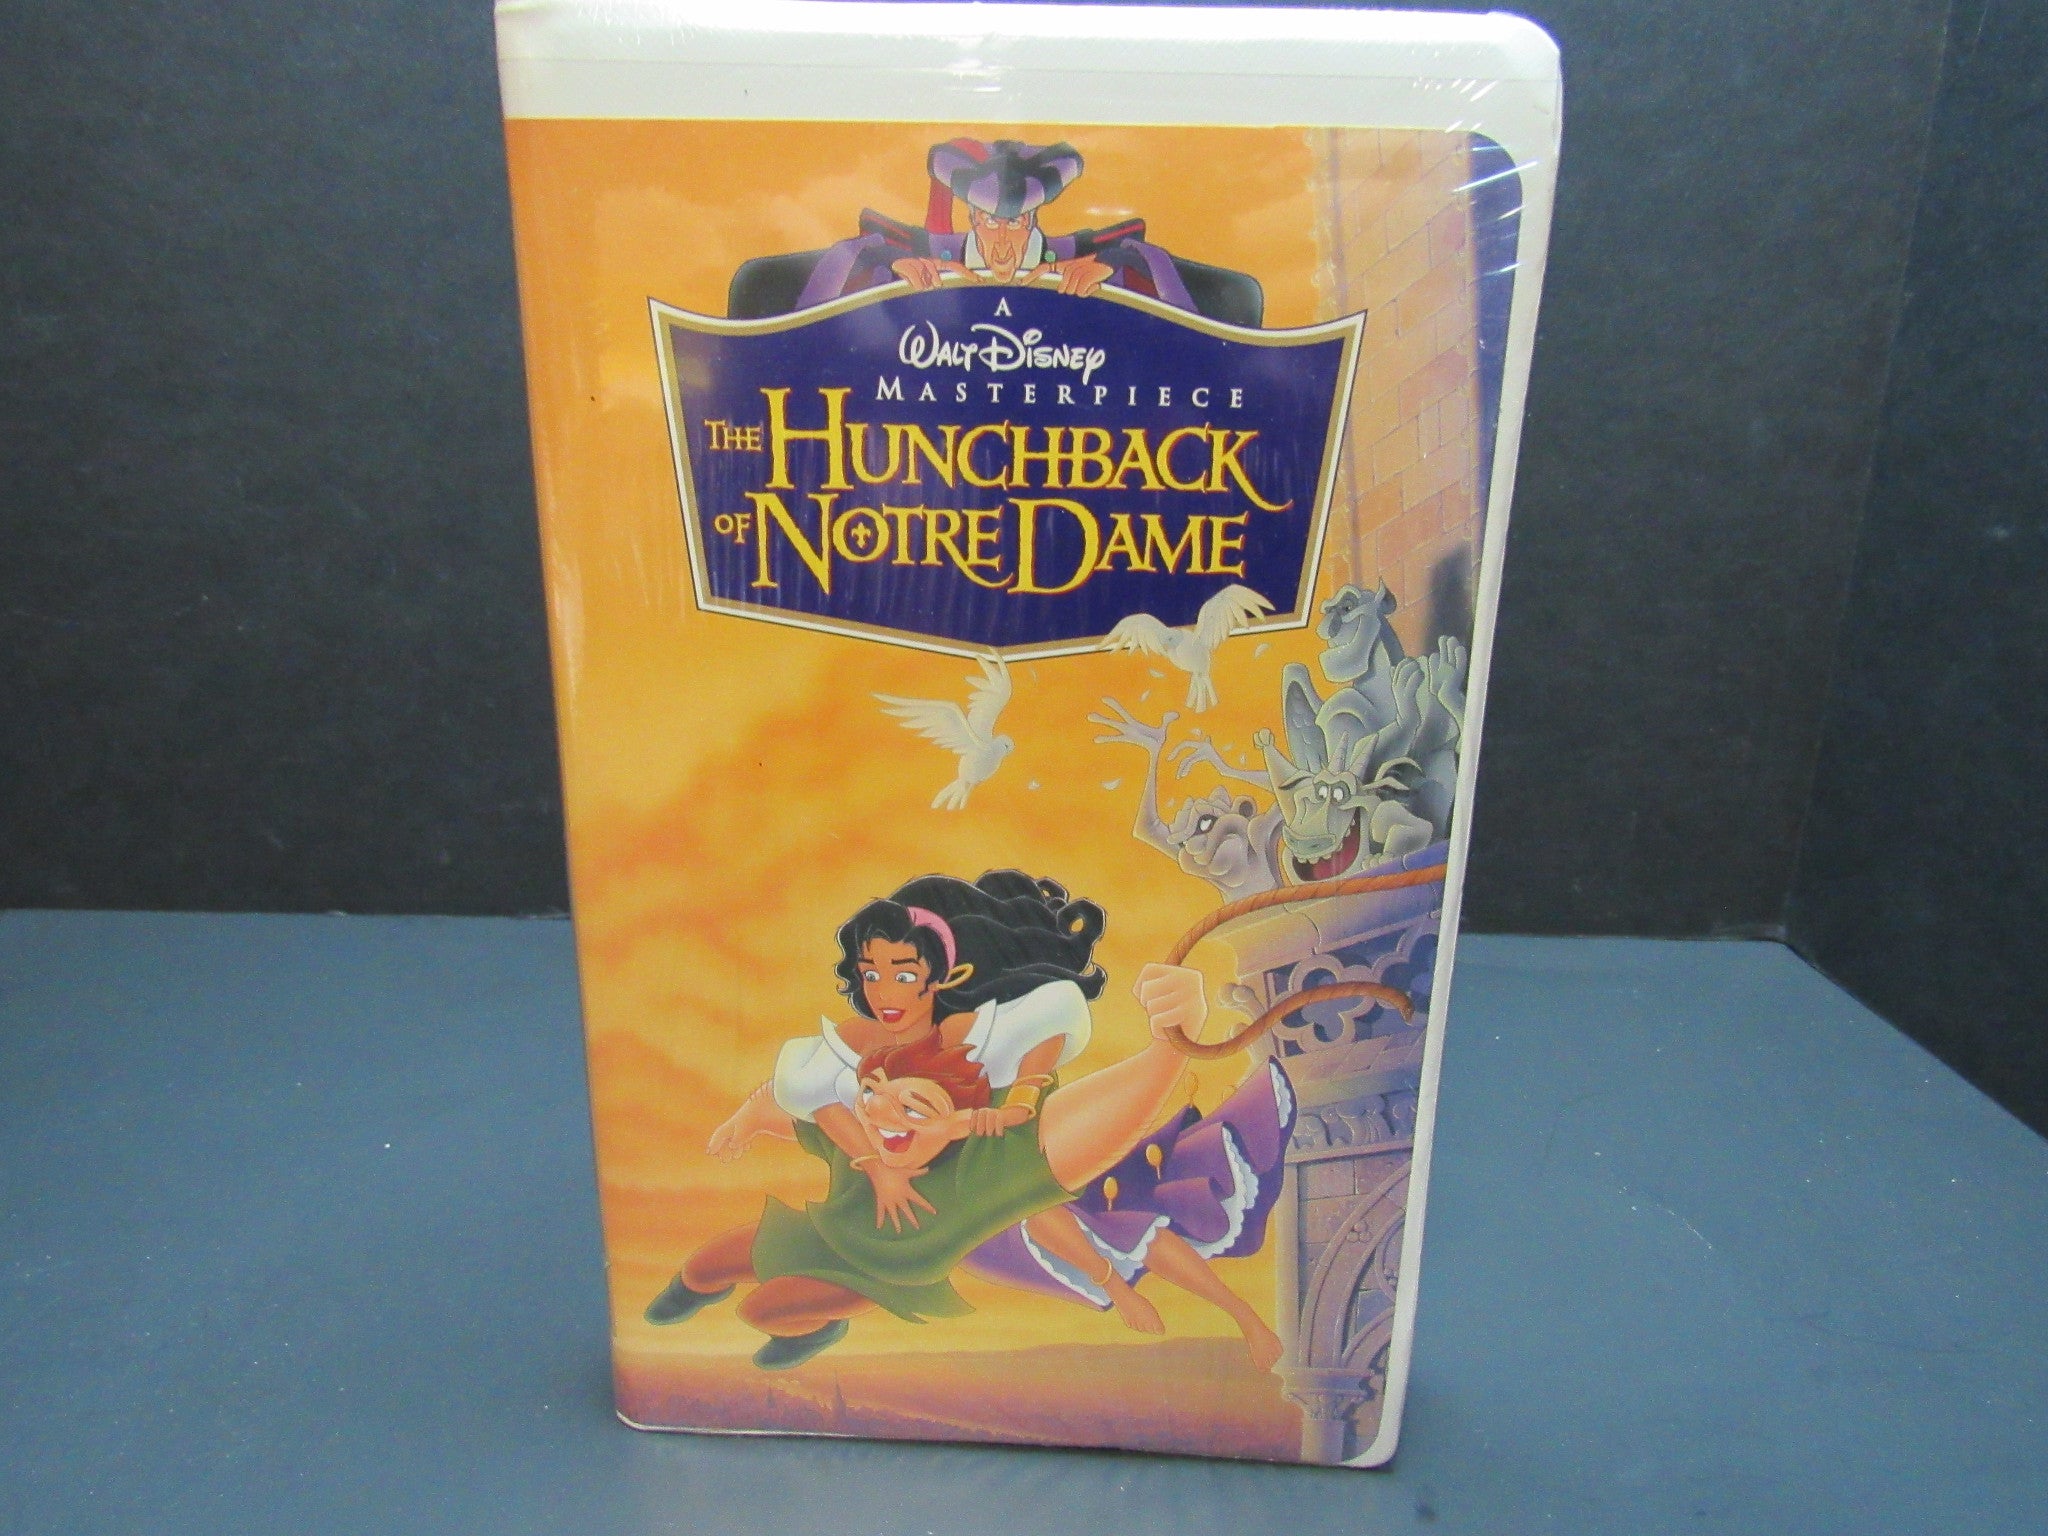 A
WALT DISNEY
MASTERPIECE
THE HUNCHBACK
OF NOTRE DAME